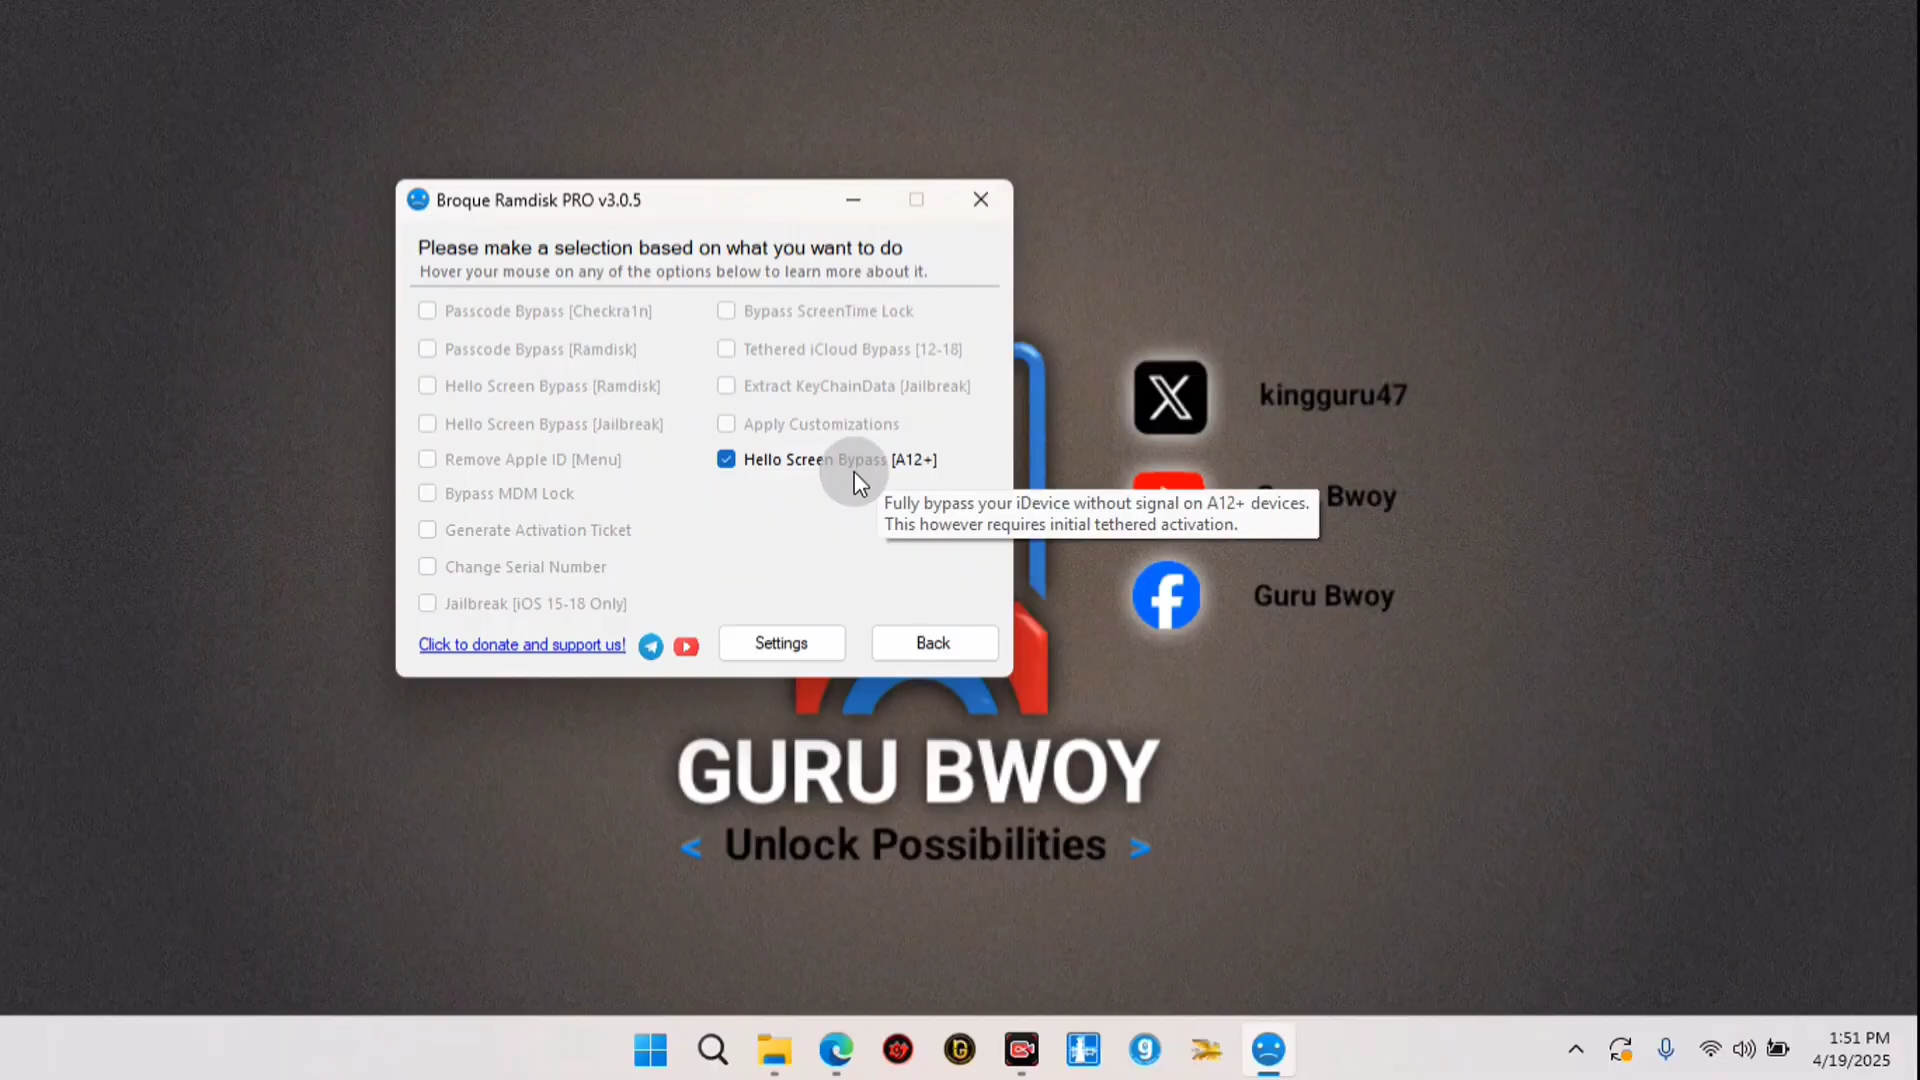 Broque Ramdisk PRO v3.0.5
Please make a selection based on what you want to do
Hover your mouse on any of the options below to learn more about it.
Passcode Bypass [Checkra1n]
Passcode Bypass [Ramdisk]
Hello Screen Bypass [Ramdisk]
Hello Screen Bypass [Jailbreak]
Remove Apple ID [Menu]
Bypass MDM Lock
Generate Activation Ticket
Change Serial Number
Jailbreak [iOS 15-18 Only]
Bypass ScreenTime Lock
Tethered iCloud Bypass [12-18]
Extract KeyChainData [Jailbreak]
Apply Customizations
Hello Screen Bypass [A12+]
Fully bypass your iDevice without signal on A12+ devices.
This however requires initial tethered activation.
Click to donate and support us!
Settings
Back
kingguru47
Bwoy
Guru Bwoy
GURU BWOY
< Unlock Possibilities >
1:51 PM
4/19/2025